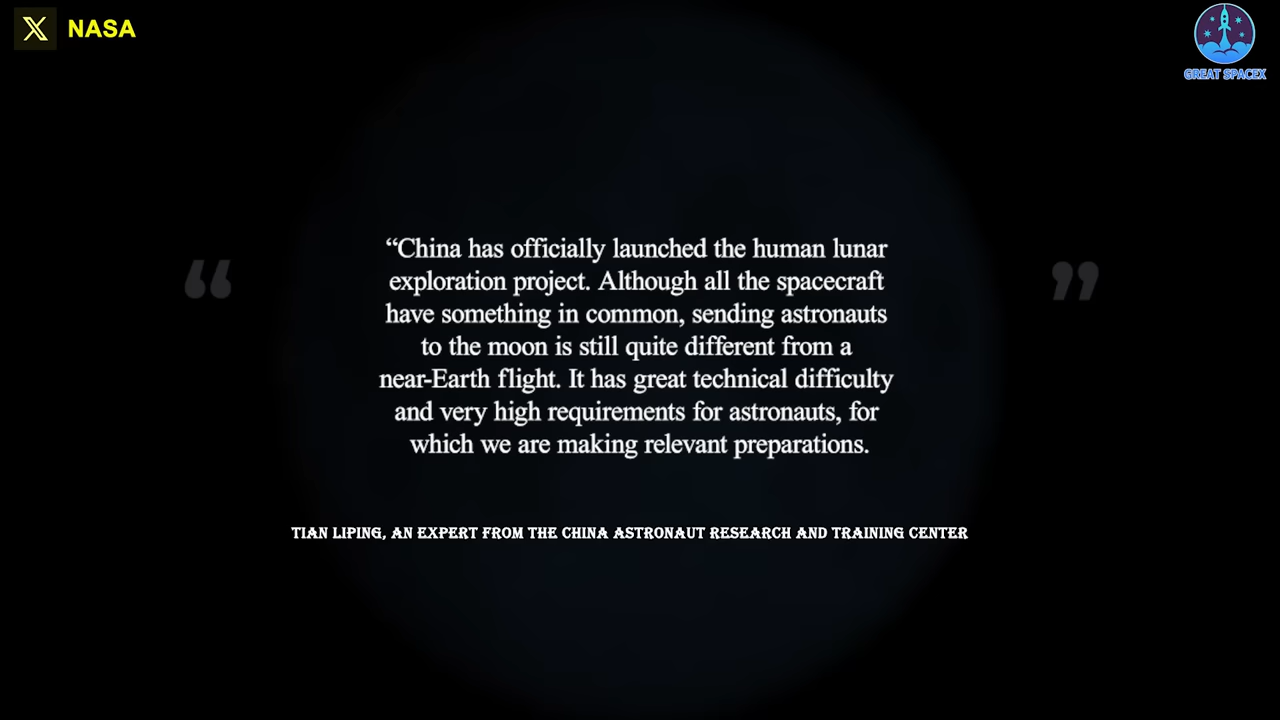 X NASA
GREAT SPACEX
“China has officially launched the human lunar
exploration project. Although all the spacecraft
have something in common, sending astronauts
to the moon is still quite different from a
near-Earth flight. It has great technical difficulty
and very high requirements for astronauts, for
which we are making relevant preparations.
TIAN LIPING, AN EXPERT FROM THE CHINA ASTRONAUT RESEARCH AND TRAINING CENTER